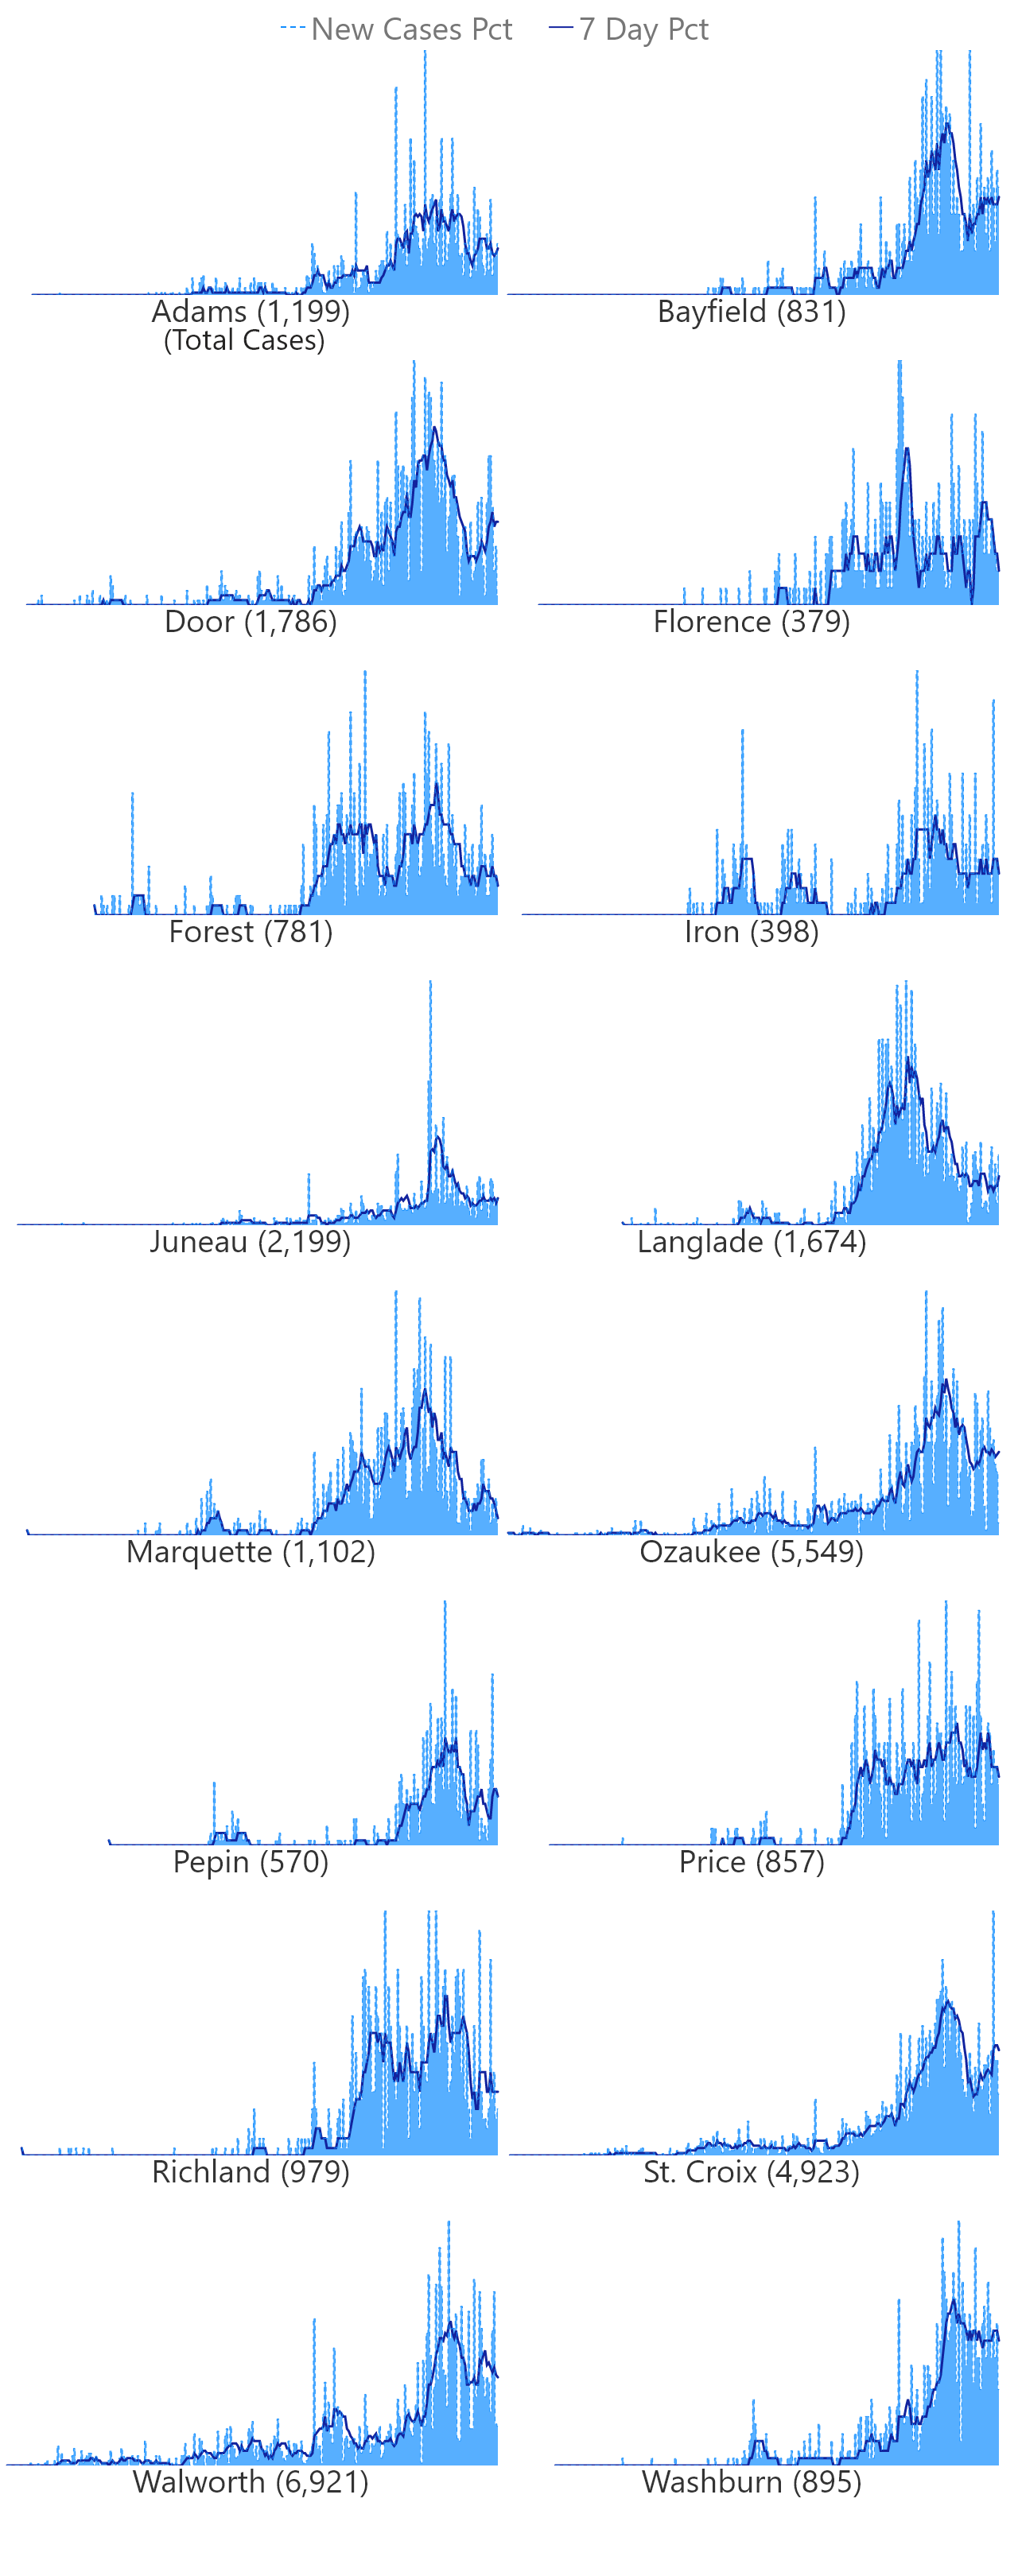 New Cases Pct 7 Day Pct
Adams (1,199) Bayfield (831)
(Total Cases)
Door (1,786) Florence (379)
Forest (781) Iron (398)
Juneau (2,199) Langlade (1,674)
Marquette (1,102) Ozaukee (5,549)
Pepin (570) Price (857)
Richland (979) St. Croix (4,923)
Walworth (6,921) Washburn (895)